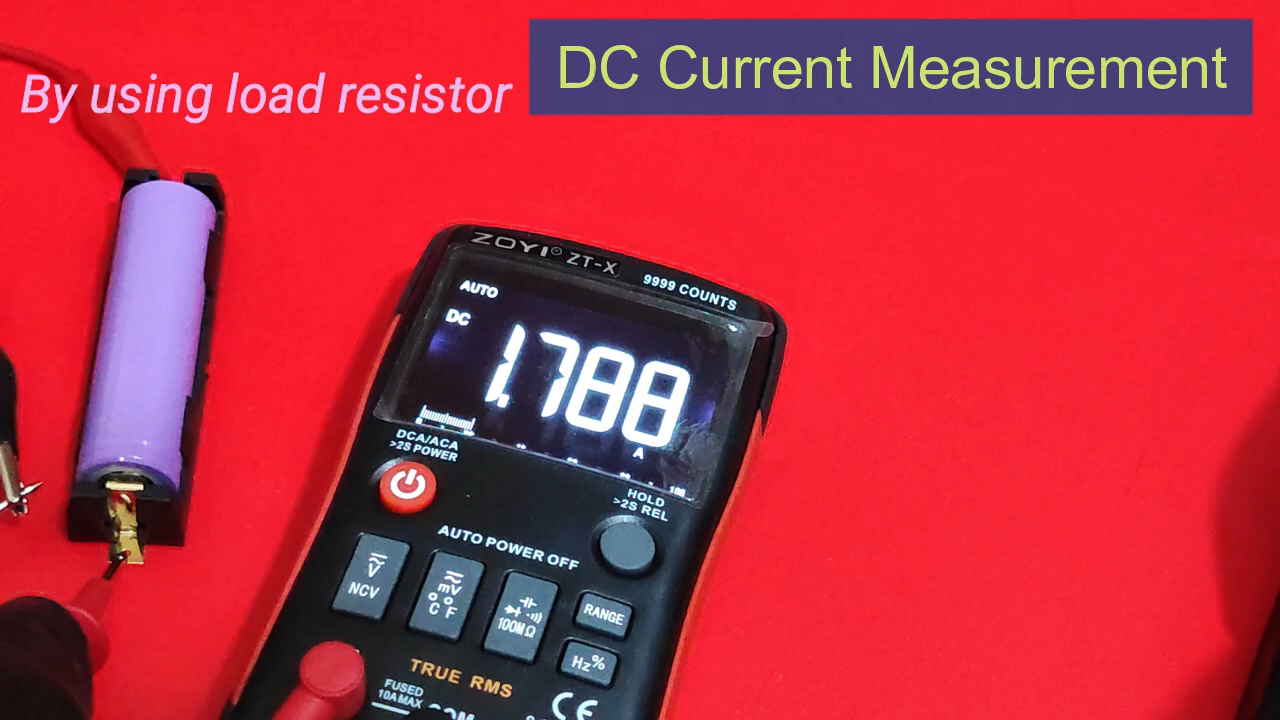 DC Current Measurement
By using load resistor
ZOYI ZT-X
9999 COUNTS
AUTO
DC
1.788
A
100
DCA/ACA
>2S POWER
HOLD
>2S REL
AUTO POWER OFF
V
NCV
mV
°C °F
100MΩ
RANGE
Hz%
TRUE RMS
FUSED
10A MAX
CE